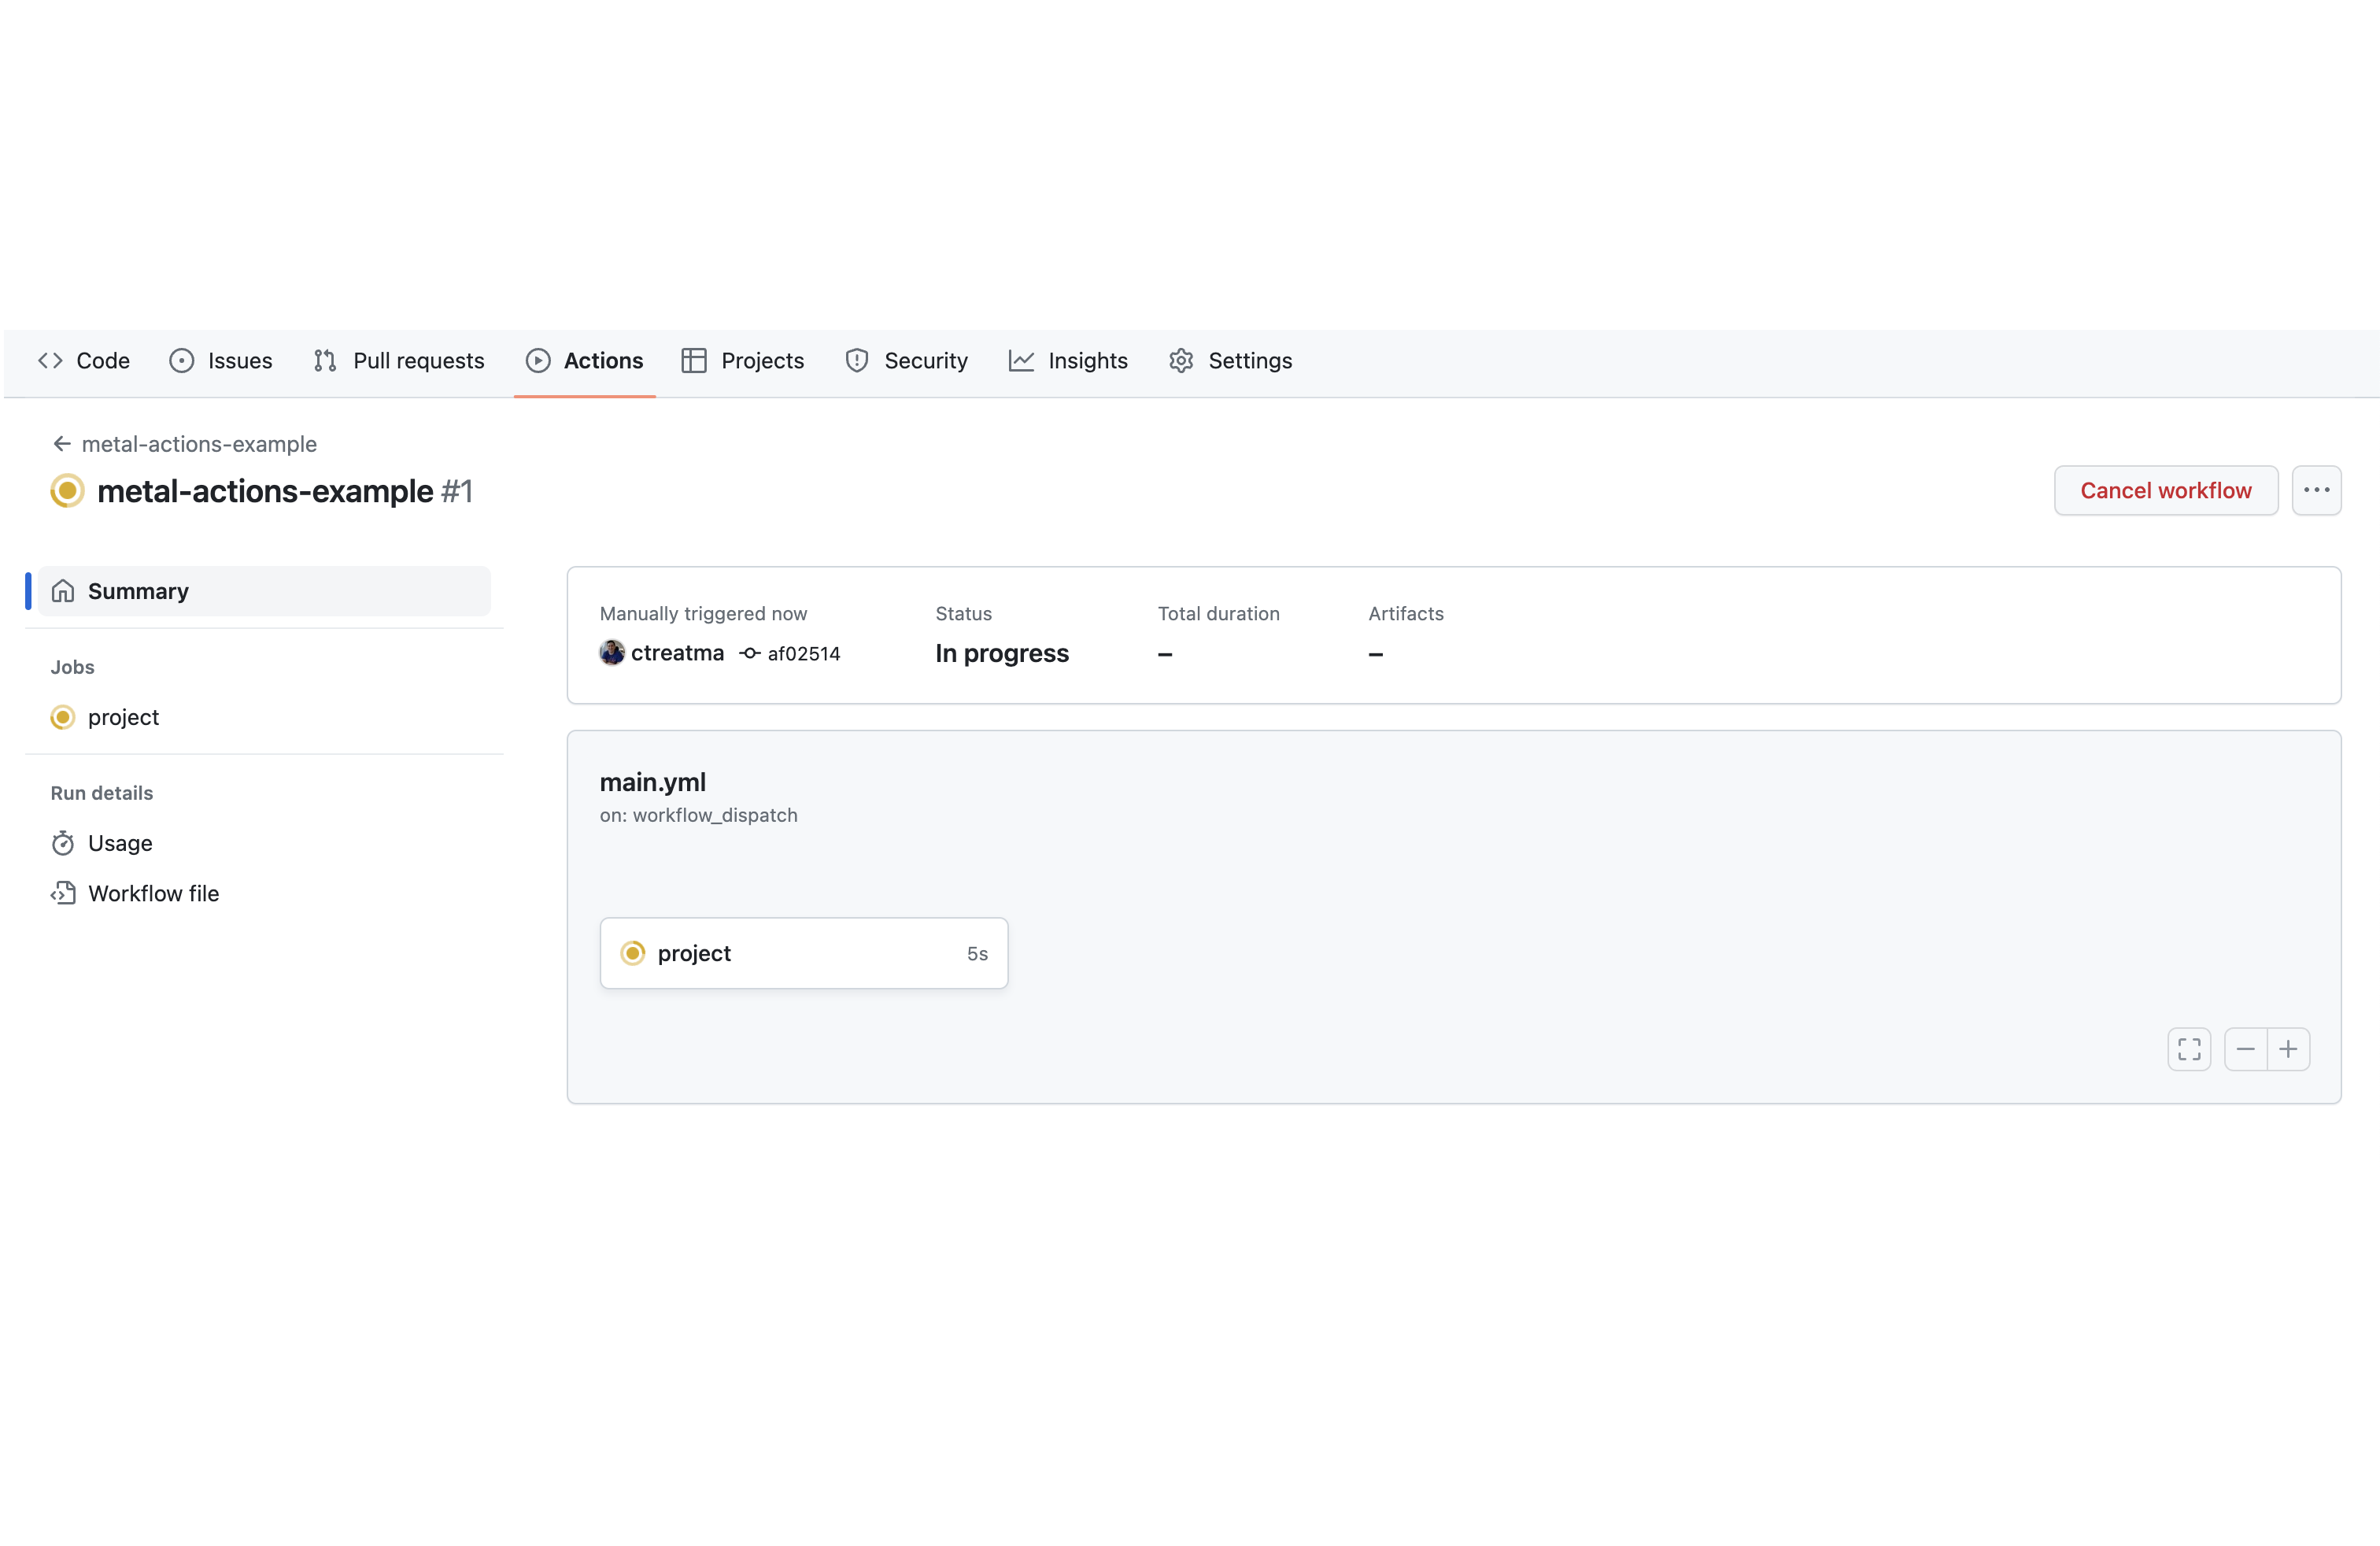 Code Issues Pull requests Actions Projects Security Insights Settings
metal-actions-example
metal-actions-example #1
Cancel workflow
Summary
Jobs
project
Run details
Usage
Workflow file
Manually triggered now Status Total duration Artifacts
ctreatma af02514 In progress – –
main.yml
on: workflow_dispatch
project 5s